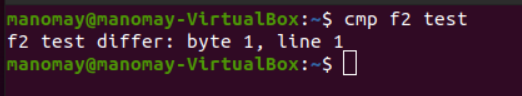 manomay@manomay-VirtualBox:~$ cmp f2 test
f2 test differ: byte 1, line 1
manomay@manomay-VirtualBox:~$